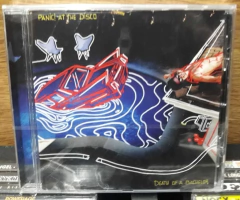 PANIC! AT THE DISCO
DEATH OF A BACHELOR